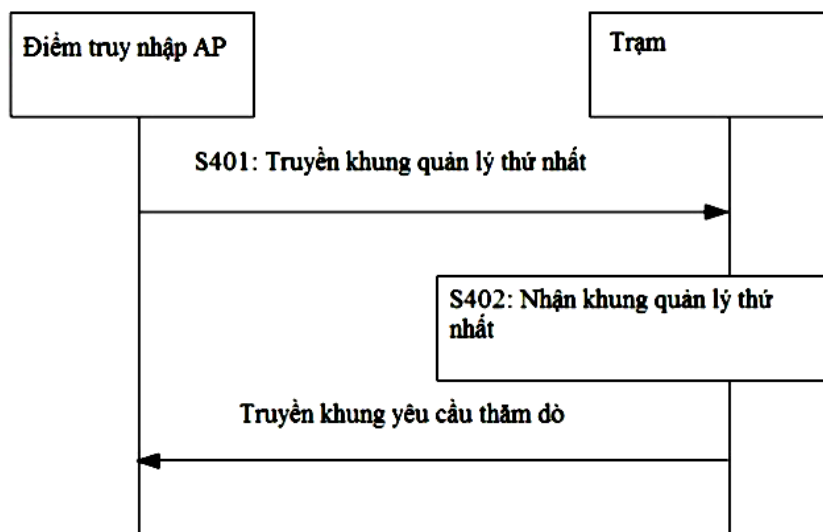 Điểm truy nhập AP
Trạm
S401: Truyền khung quản lý thứ nhất
S402: Nhận khung quản lý thứ
nhất
Truyền khung yêu cầu thăm dò